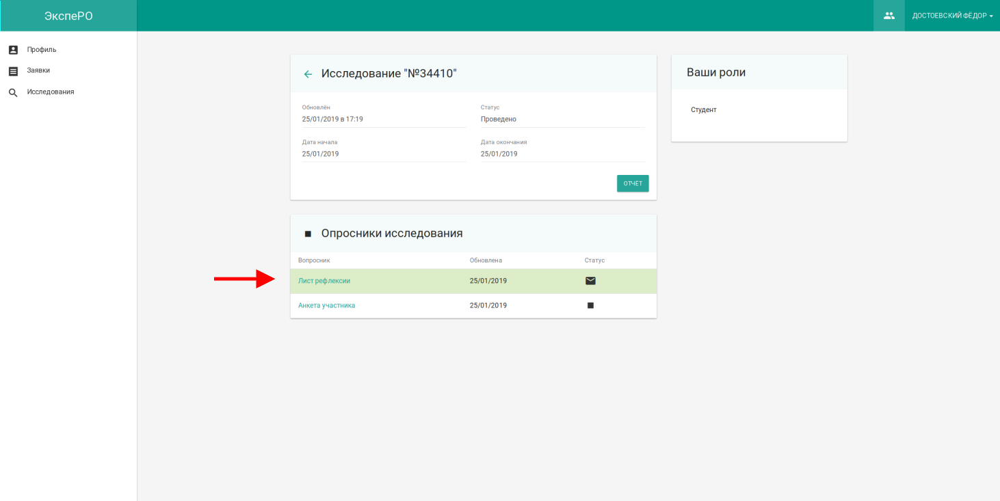 ЭкспеРО
ДОСТОЕВСКИЙ ФЁДОР
Профиль
Заявки
Исследования
Исследование "№34410"
Обновлён
25/01/2019 в 17:19
Статус
Проведено
Дата начала
25/01/2019
Дата окончания
25/01/2019
ОТЧЁТ
Опросники исследования
Вопросник Обновлена Статус
Лист рефлексии 25/01/2019
Анкета участника 25/01/2019
Ваши роли
Студент